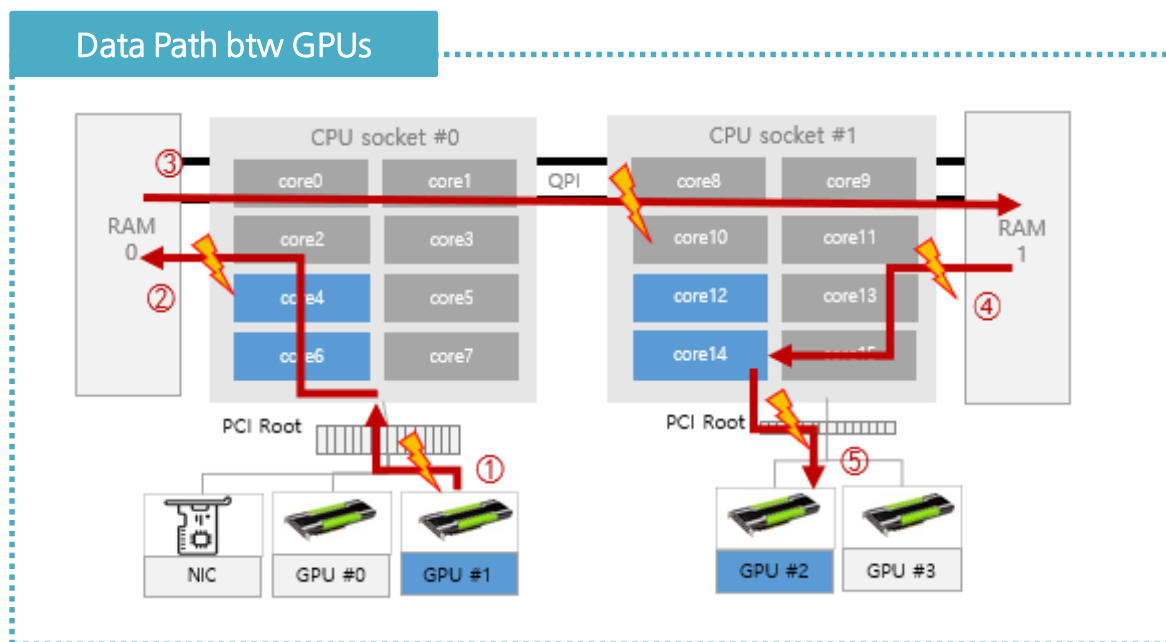 Data Path btw GPUs
CPU socket #0
CPU socket #1
③
core0
core1
QPI
core8
core9
RAM
0
core2
core3
core10
core11
RAM
1
②
core4
core5
core12
core13
④
core6
core7
core14
PCI Root
PCI Root
①
⑤
NIC
GPU #0
GPU #1
GPU #2
GPU #3